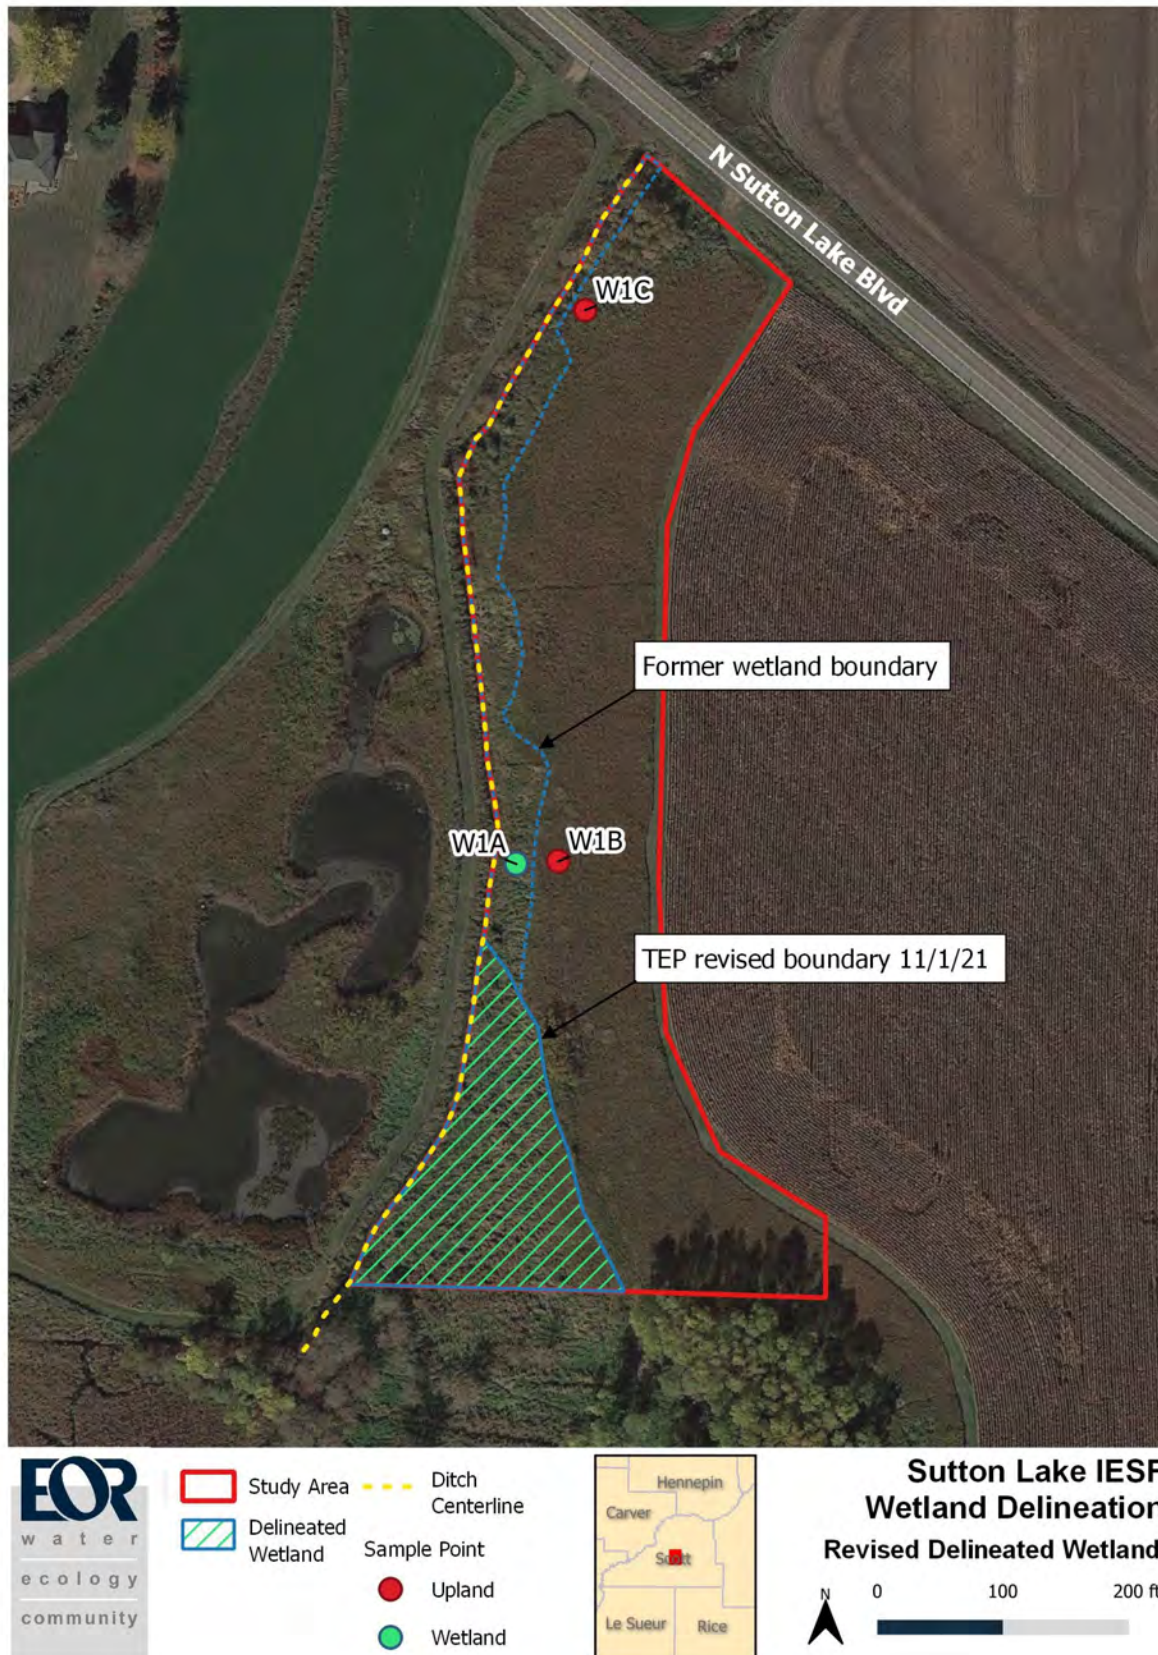 N Sutton Lake Blvd
W1C
Former wetland boundary
W1A
W1B
TEP revised boundary 11/1/21
EOR
water
ecology
community
Study Area
Delineated
Wetland
Ditch
Centerline
Sample Point
Upland
Wetland
Hennepin
Carver
Scott
Le Sueur
Rice
Sutton Lake IESF
Wetland Delineation
Revised Delineated Wetland
N
0 100 200 ft